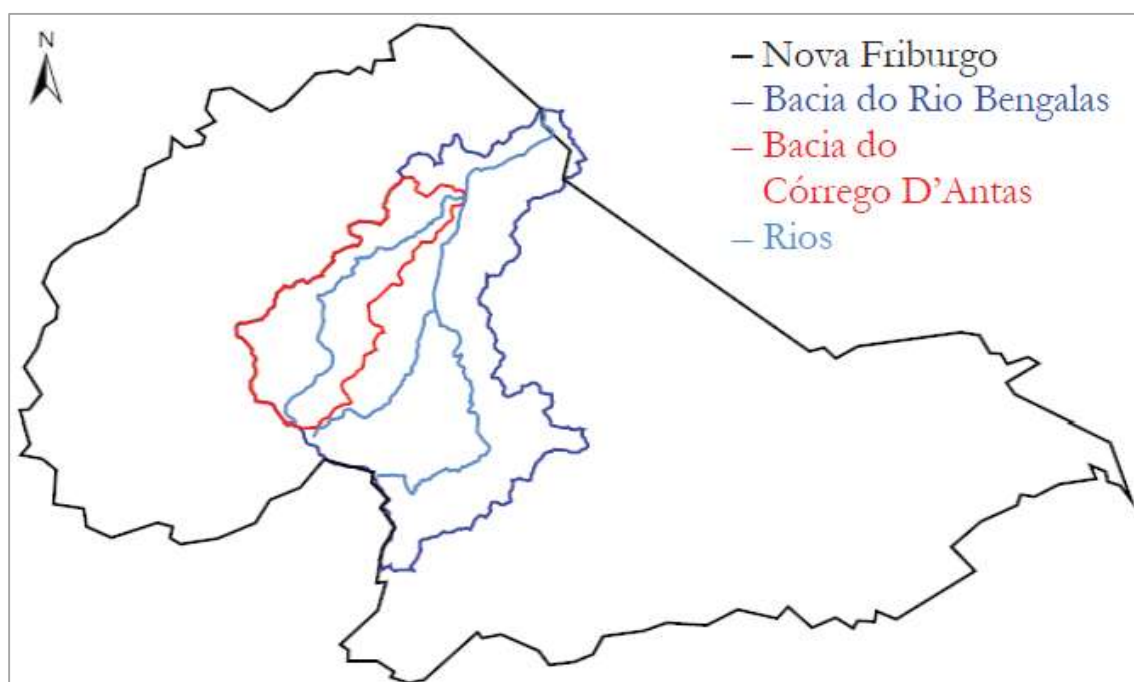 N
– Nova Friburgo
– Bacia do Rio Bengalas
– Bacia do
Córrego D’Antas
– Rios